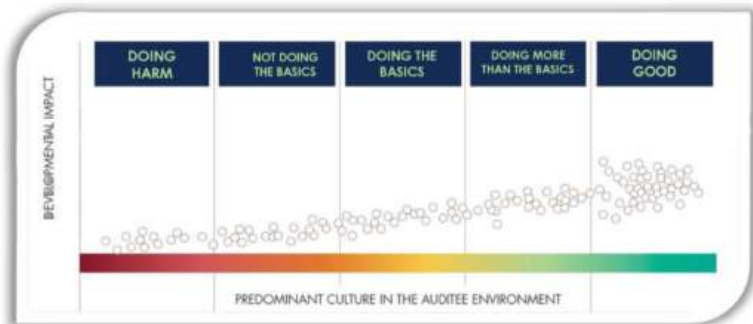 DOING
HARM
NOT DOING
THE BASICS
DOING THE
BASICS
DOING MORE
THAN THE BASICS
DOING
GOOD
DEVELOPMENTAL IMPACT
PREDOMINANT CULTURE IN THE AUDITEE ENVIRONMENT